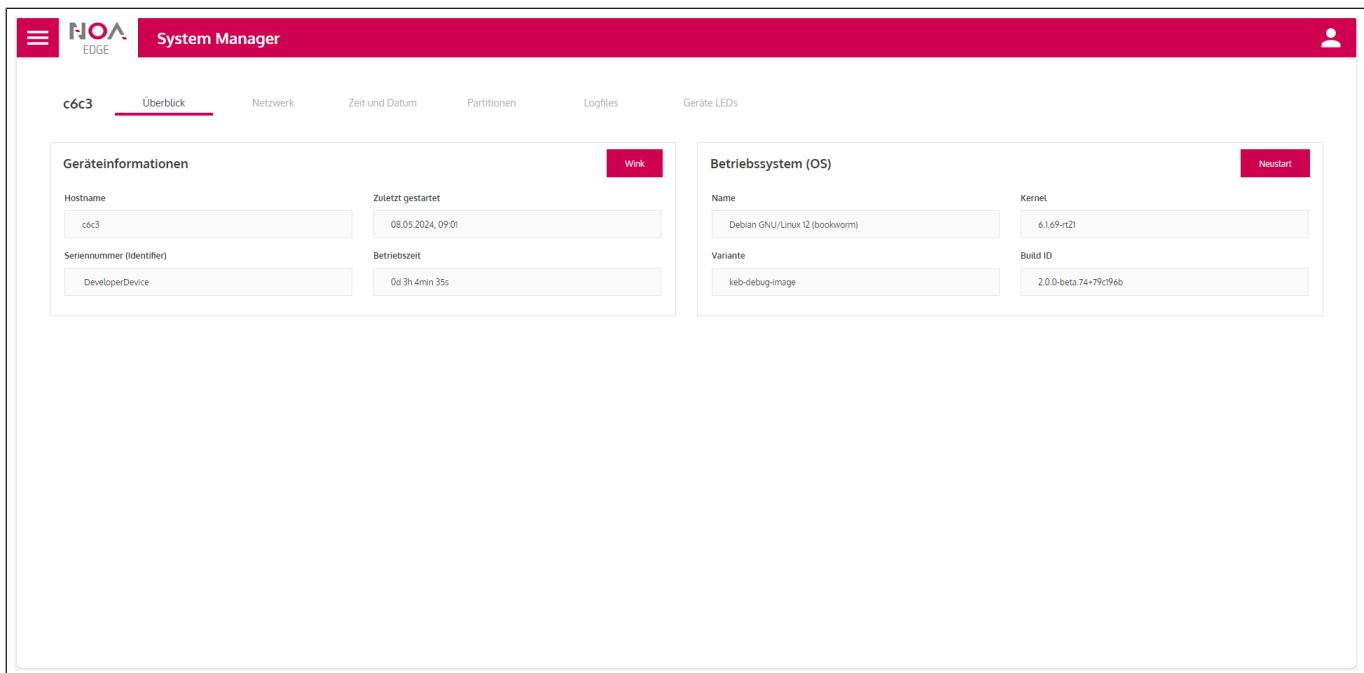 NOA
EDGE
System Manager
c6c3 Überblick Netzwerk Zeit und Datum Partitionen Logfiles Geräte LEDs
Geräteinformationen
Wink
Hostname
Zuletzt gestartet
c6c3
08.05.2024, 09:01
Seriennummer (Identifier)
Betriebszeit
DeveloperDevice
0d 3h 4min 35s
Betriebssystem (OS)
Neustart
Name
Kernel
Debian GNU/Linux 12 (bookworm)
6.1.69-rt21
Variante
Build ID
keb-debug-image
2.0.0-beta.74+79c196b